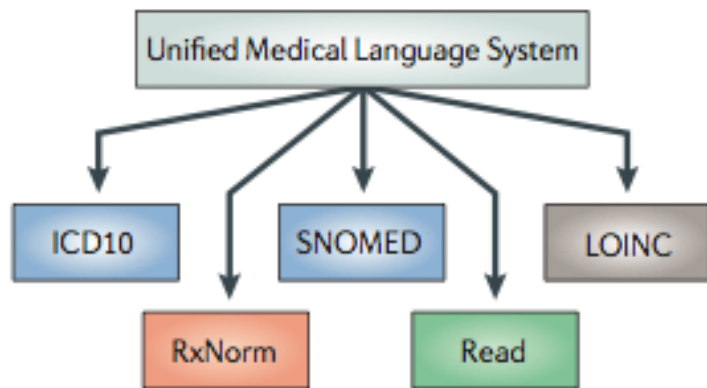 Unified Medical Language System
ICD10
SNOMED
LOINC
RxNorm
Read